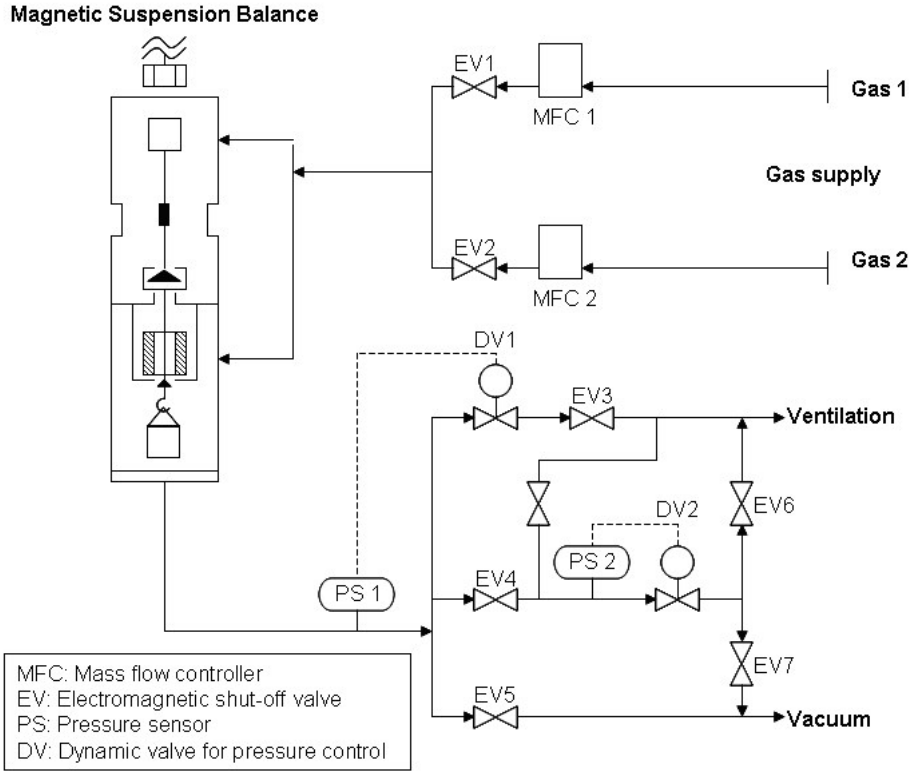 Magnetic Suspension Balance
EV1
MFC 1
Gas 1
Gas supply
EV2
MFC 2
Gas 2
DV1
EV3
Ventilation
DV2
EV6
PS 2
PS 1
EV4
EV7
EV5
Vacuum
MFC: Mass flow controller
EV: Electromagnetic shut-off valve
PS: Pressure sensor
DV: Dynamic valve for pressure control